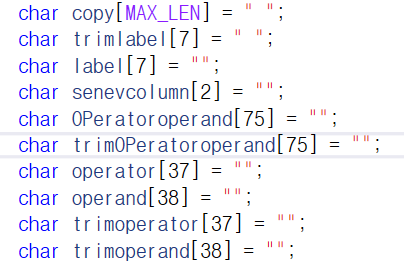 char copy[MAX_LEN] = " ";
char trimlabel[7] = " ";
char label[7] = "";
char senevcolumn[2] = "";
char OPeratoroperand[75] = "";
char trimOPeratoroperand[75] = "";
char operator[37] = "";
char operand[38] = "";
char trimoperator[37] = "";
char trimoperand[38] = "";